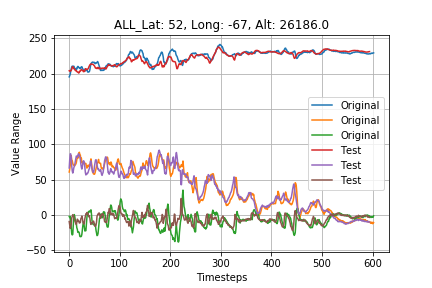 ALL_Lat: 52, Long: -67, Alt: 26186.0
250
200
150
100
50
0
−50
Value Range
Original
Original
Original
Test
Test
Test
0
100
200
300
400
500
600
Timesteps